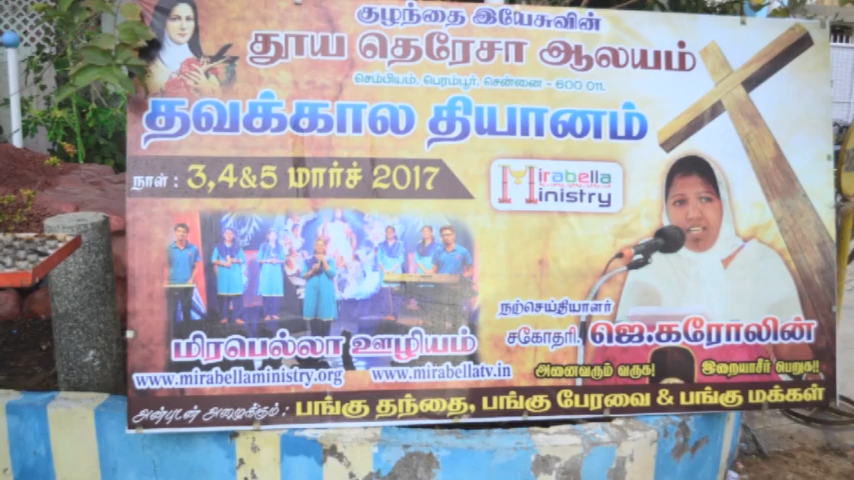 குழந்தை இயேசுவின்
தூய தெரேசா ஆலயம்
செம்பியம், பெரம்பூர், சென்னை - 600 011.
தவக்கால தியானம்
நாள் : 3,4&5 மார்ச் 2017
Mirabella
Ministry
நற்செய்தியாளர்
சகோதரி. ஜெ.கரோலின்
மிரபெல்லா ஊழியம்
www.mirabellaministry.org www.mirabellatv.in
அனைவரும் வருக! இறையாசீர் பெறுக!!
அன்புடன் அழைக்கும் : பங்கு தந்தை, பங்கு பேரவை & பங்கு மக்கள்